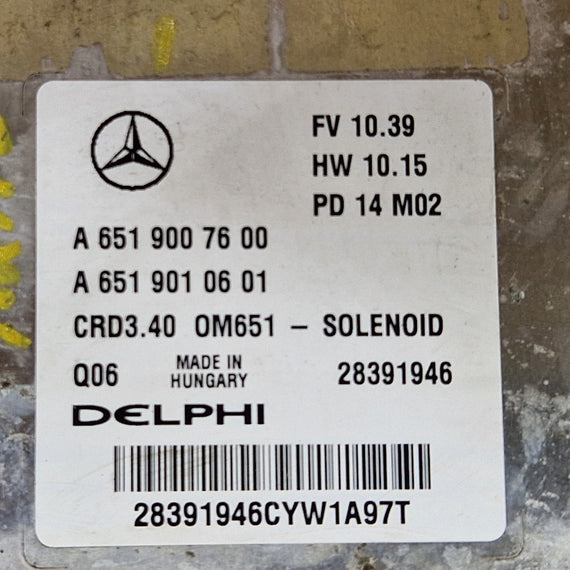 FV 10.39
HW 10.15
PD 14 M02
A 651 900 76 00
A 651 901 06 01
CRD3.40 OM651 – SOLENOID
Q06 MADE IN HUNGARY 28391946
DELPHI
28391946CYW1A97T